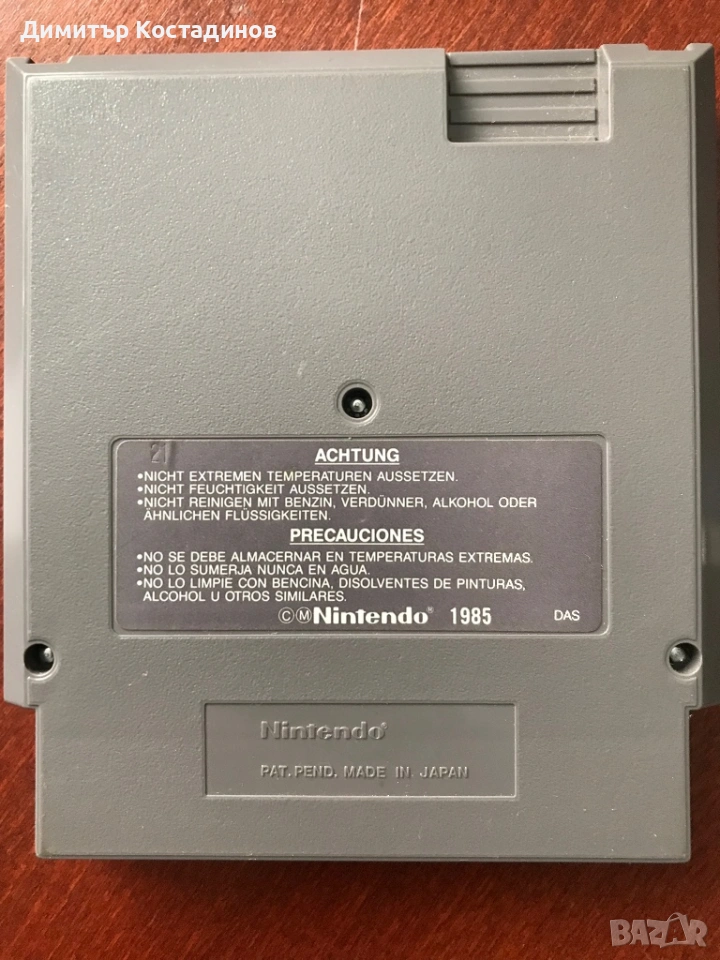 Димитър Костадинов
21
ACHTUNG
•NICHT EXTREMEN TEMPERATUREN AUSSETZEN.
•NICHT FEUCHTIGKEIT AUSSETZEN.
•NICHT REINIGEN MIT BENZIN, VERDÜNNER, ALKOHOL ODER
ÄHNLICHEN FLÜSSIGKEITEN.
PRECAUCIONES
•NO SE DEBE ALMACERNAR EN TEMPERATURAS EXTREMAS.
•NO LO SUMERJA NUNCA EN AGUA.
•NO LO LIMPIE CON BENCINA, DISOLVENTES DE PINTURAS,
ALCOHOL U OTROS SIMILARES.
ⒸⓂNintendo® 1985 DAS
Nintendo®
PAT. PEND. MADE IN JAPAN
BAZAR